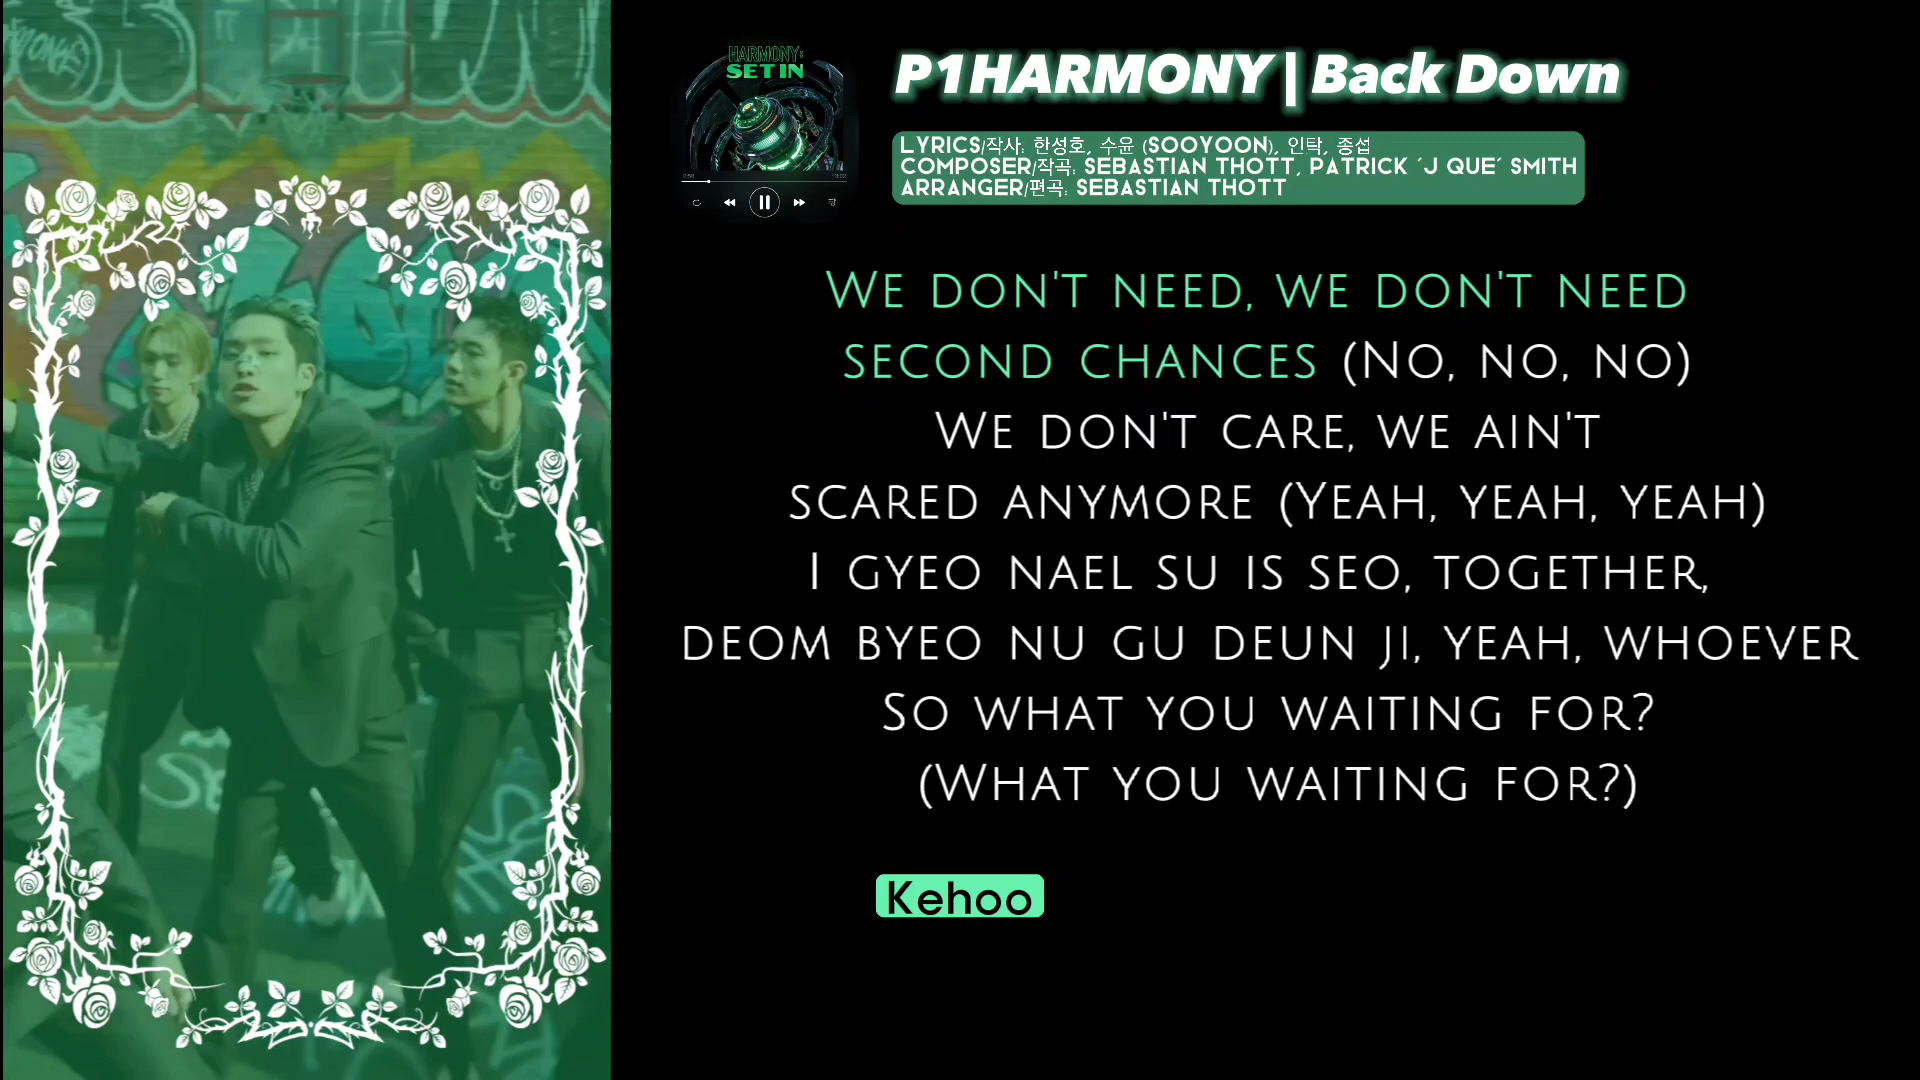 HARMONY:
SET IN
P1HARMONY | Back Down
LYRICS/작사: 한성호, 수윤 (SOOYOON), 인탁, 종섭
COMPOSER/작곡: SEBASTIAN THOTT, PATRICK ´J QUE´ SMITH
ARRANGER/편곡: SEBASTIAN THOTT
We don't need, we don't need
second chances (No, no, no)
We don't care, we ain't
scared anymore (Yeah, yeah, yeah)
I gyeo nael su is seo, together,
deom byeo nu gu deun ji, yeah, whoever
So what you waiting for?
(What you waiting for?)
Kehoo